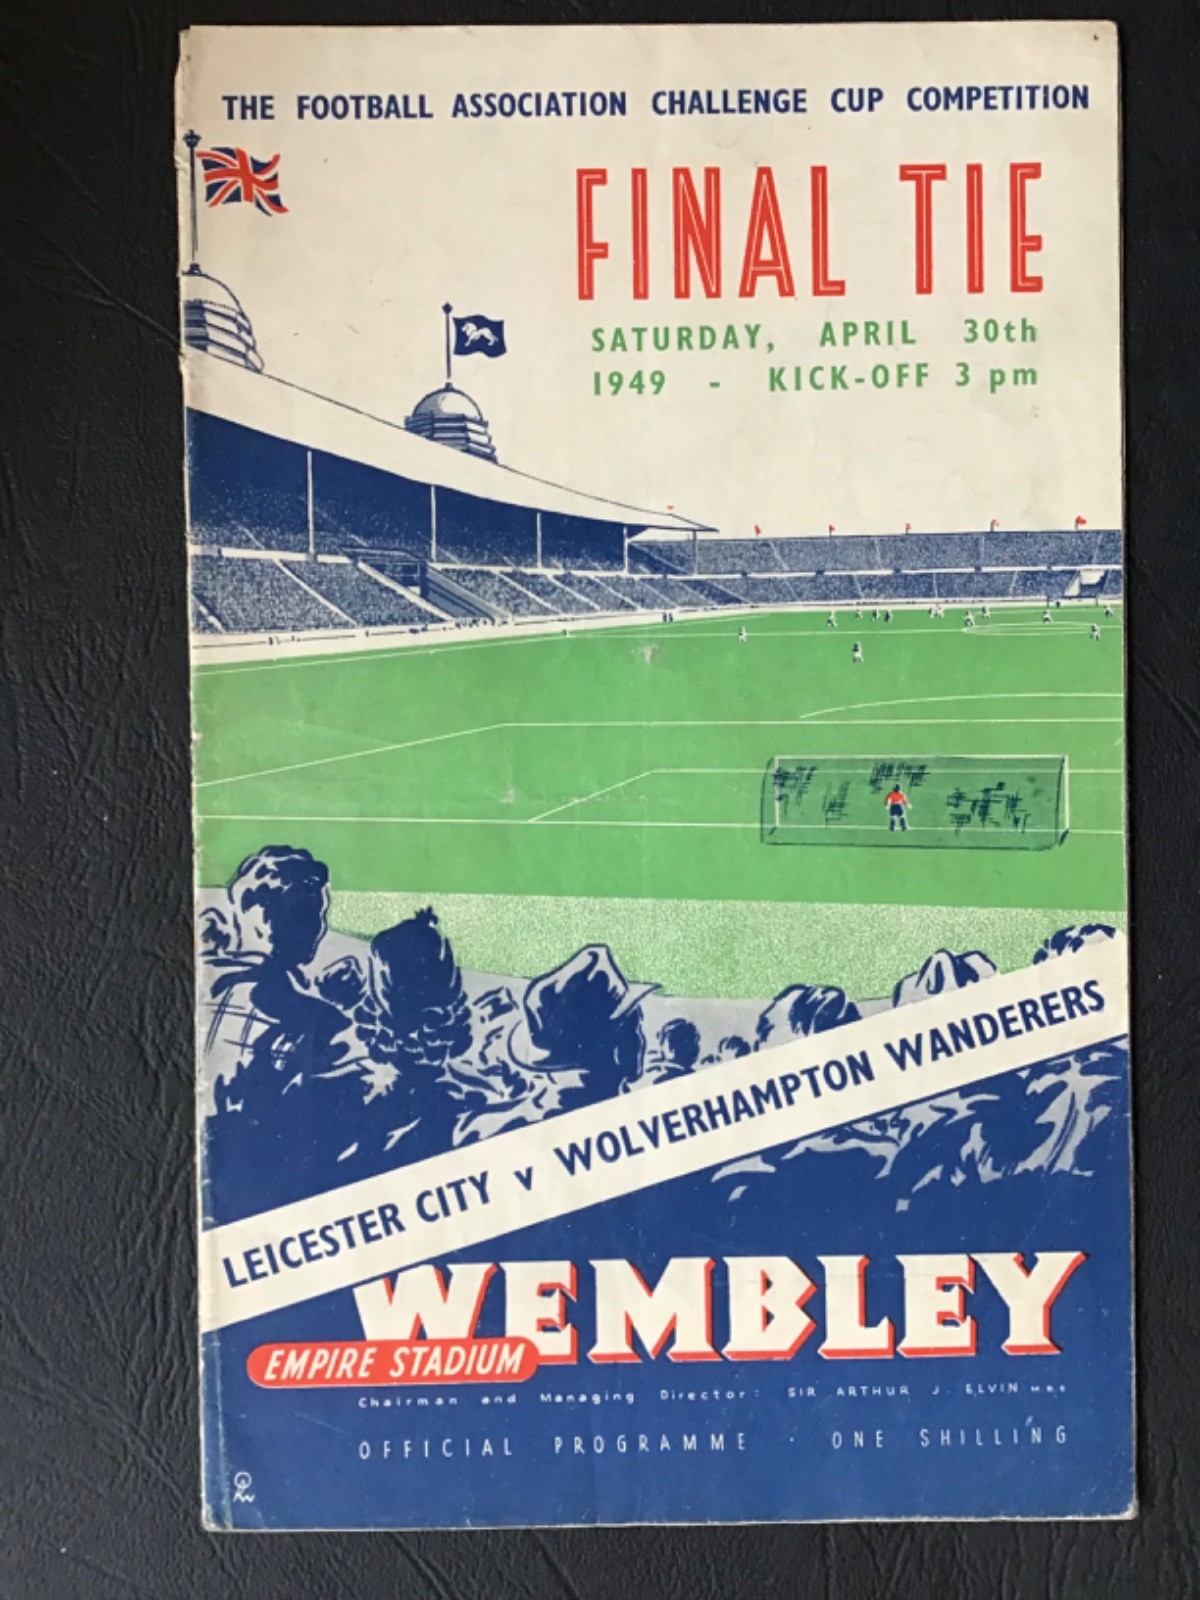 THE FOOTBALL ASSOCIATION CHALLENGE CUP COMPETITION
FINAL TIE
SATURDAY, APRIL 30th
1949 - KICK-OFF 3 pm
LEICESTER CITY v WOLVERHAMPTON WANDERERS
WEMBLEY
EMPIRE STADIUM
Chairman and Managing Director: SIR ARTHUR J. ELVIN
OFFICIAL PROGRAMME · ONE SHILLING